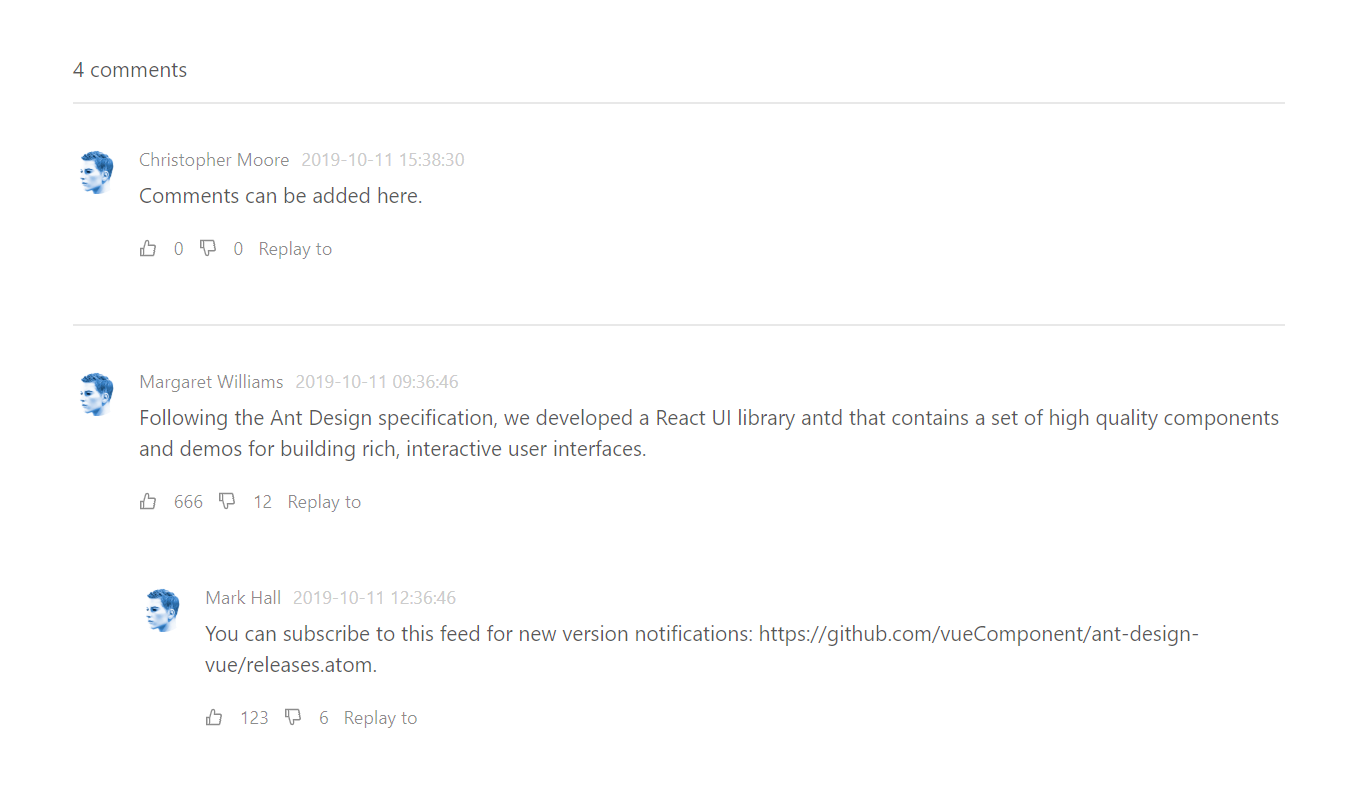 4 comments
Christopher Moore 2019-10-11 15:38:30
Comments can be added here.
0 0 Replay to
Margaret Williams 2019-10-11 09:36:46
Following the Ant Design specification, we developed a React UI library antd that contains a set of high quality components
and demos for building rich, interactive user interfaces.
666 12 Replay to
Mark Hall 2019-10-11 12:36:46
You can subscribe to this feed for new version notifications: https://github.com/vueComponent/ant-design-
vue/releases.atom.
123 6 Replay to